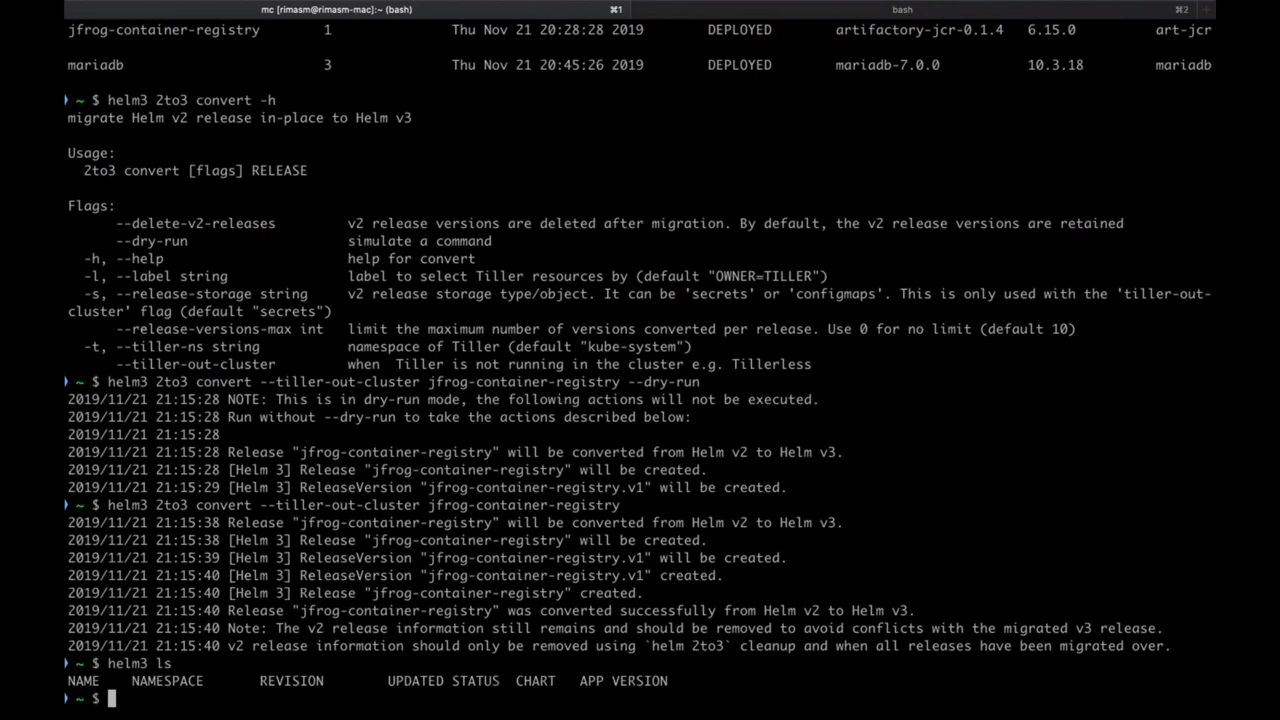 mc [rimasm@rimasm-mac]:~ (bash) ⌘1 bash ⌘2 +
jfrog-container-registry 1 Thu Nov 21 20:28:28 2019 DEPLOYED artifactory-jcr-0.1.4 6.15.0 art-jcr
mariadb 3 Thu Nov 21 20:45:26 2019 DEPLOYED mariadb-7.0.0 10.3.18 mariadb
~ $ helm3 2to3 convert -h
migrate Helm v2 release in-place to Helm v3
Usage:
2to3 convert [flags] RELEASE
Flags:
--delete-v2-releases v2 release versions are deleted after migration. By default, the v2 release versions are retained
--dry-run simulate a command
-h, --help help for convert
-l, --label string label to select Tiller resources by (default "OWNER=TILLER")
-s, --release-storage string v2 release storage type/object. It can be 'secrets' or 'configmaps'. This is only used with the 'tiller-out-
cluster' flag (default "secrets")
--release-versions-max int limit the maximum number of versions converted per release. Use 0 for no limit (default 10)
-t, --tiller-ns string namespace of Tiller (default "kube-system")
--tiller-out-cluster when Tiller is not running in the cluster e.g. Tillerless
~ $ helm3 2to3 convert --tiller-out-cluster jfrog-container-registry --dry-run
2019/11/21 21:15:28 NOTE: This is in dry-run mode, the following actions will not be executed.
2019/11/21 21:15:28 Run without --dry-run to take the actions described below:
2019/11/21 21:15:28
2019/11/21 21:15:28 Release "jfrog-container-registry" will be converted from Helm v2 to Helm v3.
2019/11/21 21:15:28 [Helm 3] Release "jfrog-container-registry" will be created.
2019/11/21 21:15:29 [Helm 3] ReleaseVersion "jfrog-container-registry.v1" will be created.
~ $ helm3 2to3 convert --tiller-out-cluster jfrog-container-registry
2019/11/21 21:15:38 Release "jfrog-container-registry" will be converted from Helm v2 to Helm v3.
2019/11/21 21:15:38 [Helm 3] Release "jfrog-container-registry" will be created.
2019/11/21 21:15:39 [Helm 3] ReleaseVersion "jfrog-container-registry.v1" will be created.
2019/11/21 21:15:40 [Helm 3] ReleaseVersion "jfrog-container-registry.v1" created.
2019/11/21 21:15:40 [Helm 3] Release "jfrog-container-registry" created.
2019/11/21 21:15:40 Release "jfrog-container-registry" was converted successfully from Helm v2 to Helm v3.
2019/11/21 21:15:40 Note: The v2 release information still remains and should be removed to avoid conflicts with the migrated v3 release.
2019/11/21 21:15:40 v2 release information should only be removed using `helm 2to3` cleanup and when all releases have been migrated over.
~ $ helm3 ls
NAME NAMESPACE REVISION UPDATED STATUS CHART APP VERSION
~ $